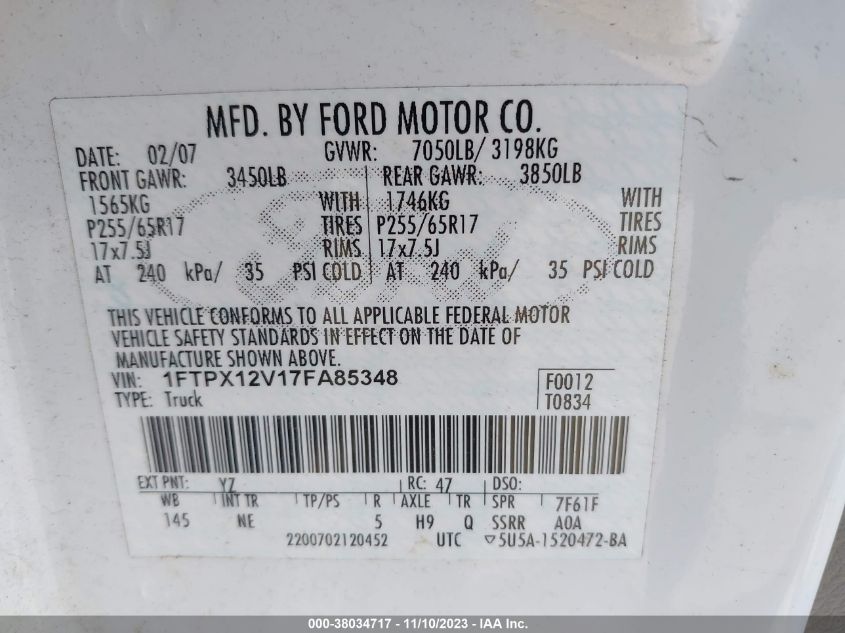 MFD. BY FORD MOTOR CO.
DATE: 02/07 GVWR: 7050LB/ 3198KG
FRONT GAWR: 3450LB REAR GAWR: 3850LB
1565KG WITH 1746KG WITH
P255/65R17 TIRES P255/65R17 TIRES
17x7.5J RIMS 17x7.5J RIMS
AT 240 kPa/ 35 PSI COLD AT 240 kPa/ 35 PSI COLD
THIS VEHICLE CONFORMS TO ALL APPLICABLE FEDERAL MOTOR
VEHICLE SAFETY STANDARDS IN EFFECT ON THE DATE OF
MANUFACTURE SHOWN ABOVE.
VIN: 1FTPX12V17FA85348 F0012
TYPE: Truck T0834
EXT PNT: YZ RC: 47 DSO:
WB INT TR TP/PS R AXLE TR SPR 7F61F
145 NE 5 H9 Q SSRR A0A
2200702120452 UTC ▽5U5A-1520472-BA
000-38034717 - 11/10/2023 - IAA Inc.